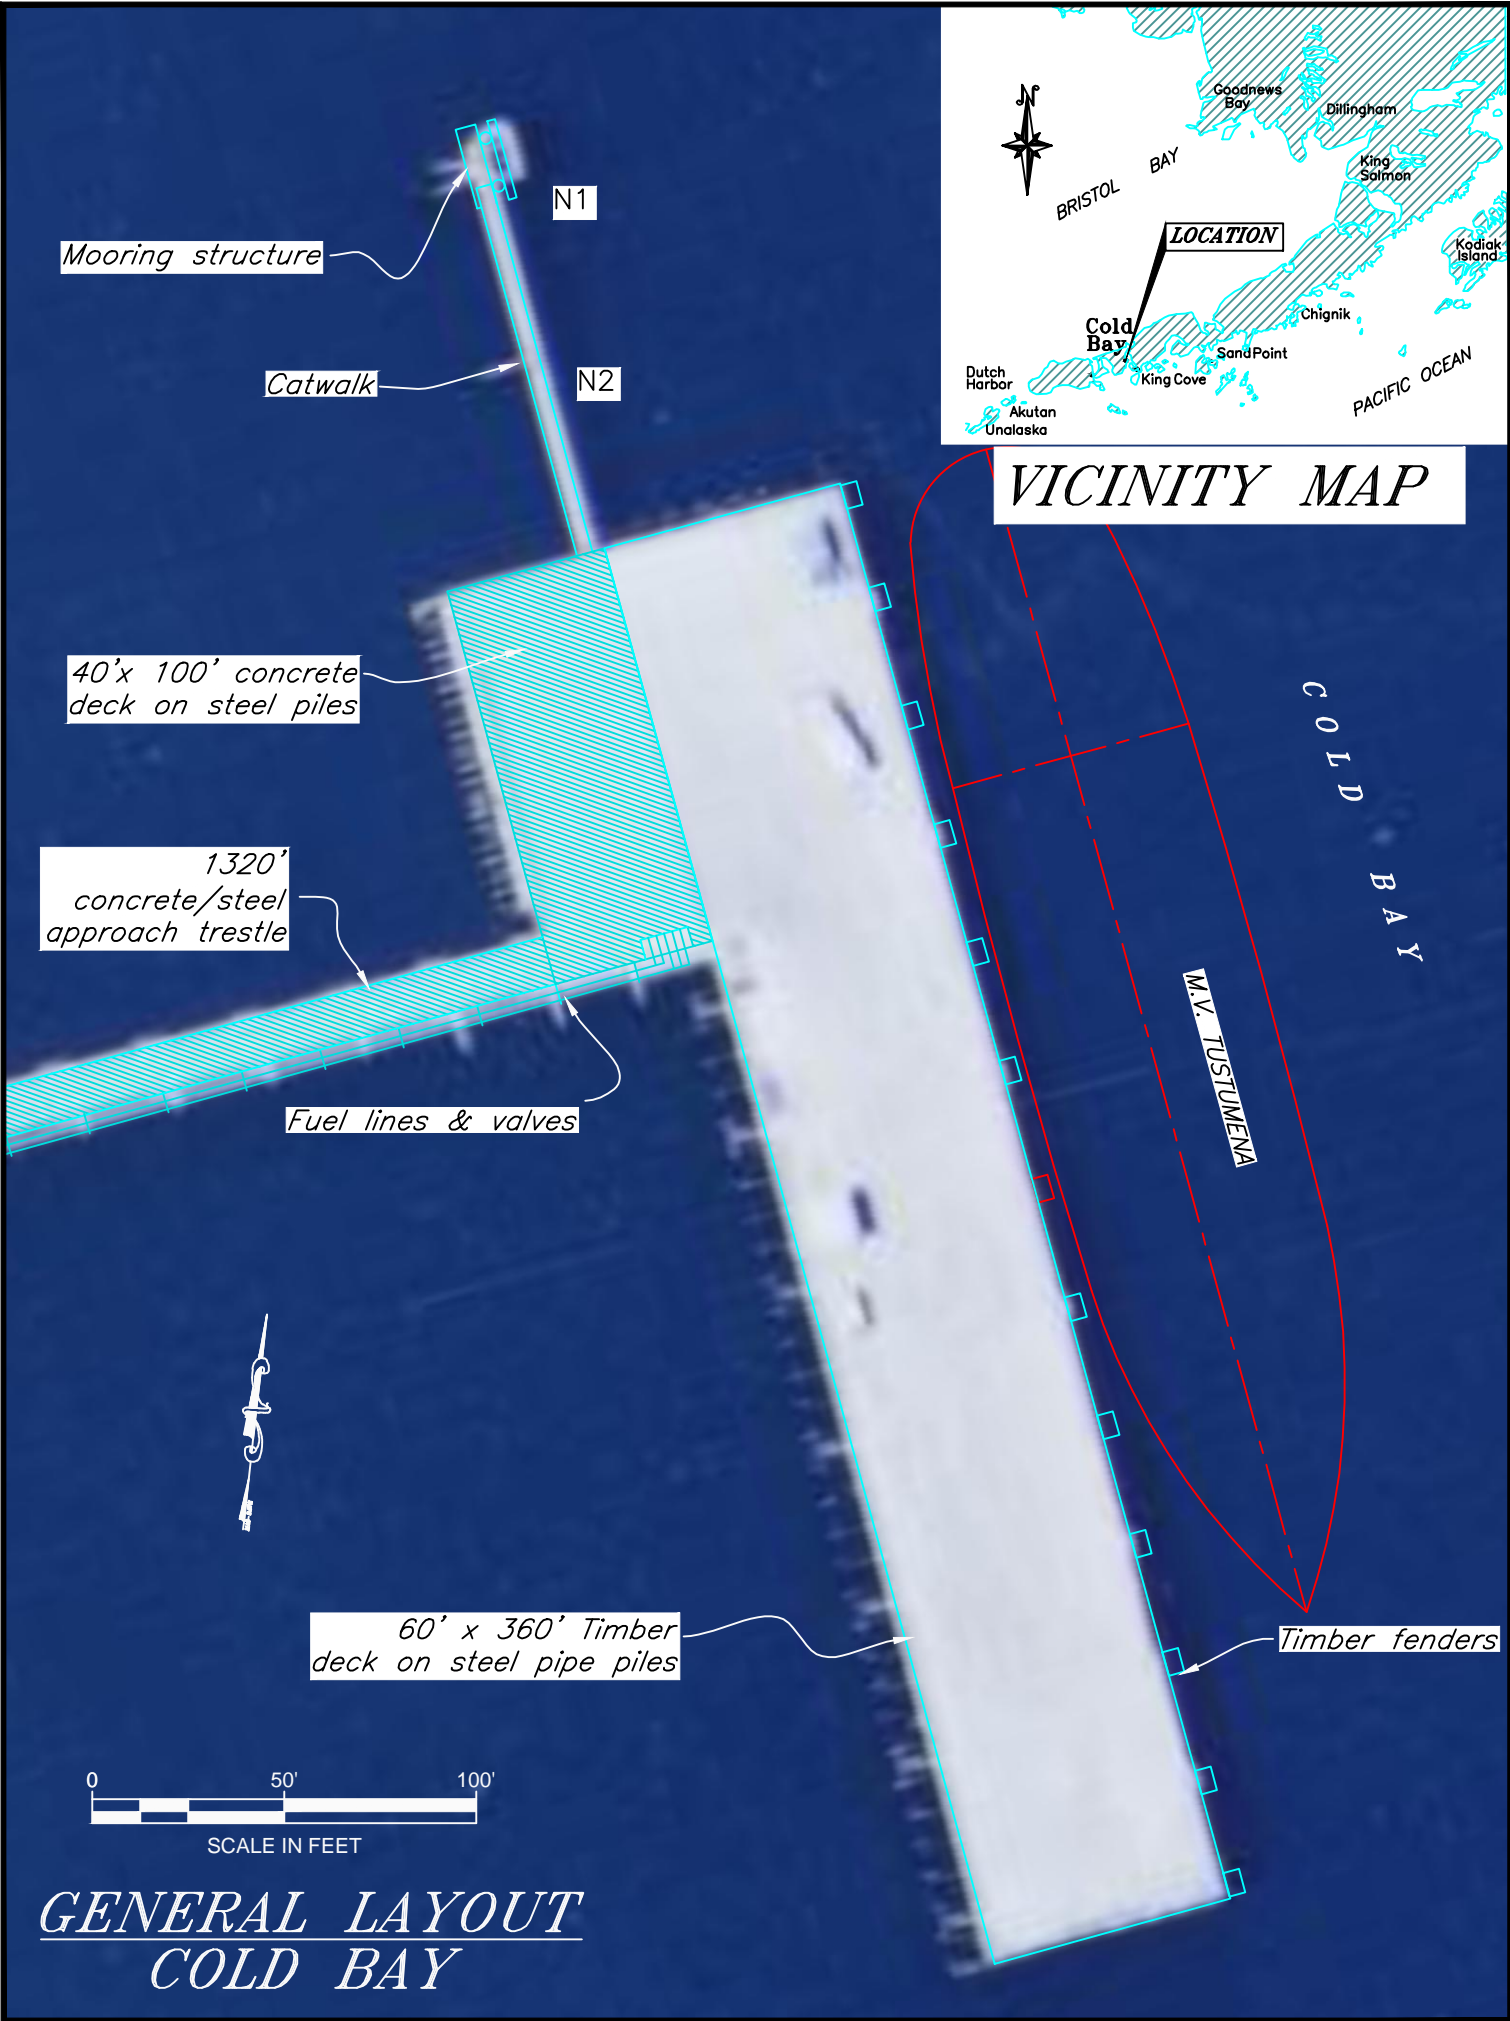 N
Goodnews
Bay
Dillingham
King
Salmon
BRISTOL BAY
LOCATION
Kodiak
Island
Chignik
Cold
Bay
Sand Point
King Cove
Dutch
Harbor
Akutan
Unalaska
PACIFIC OCEAN
VICINITY MAP
N1
Mooring structure
Catwalk
N2
40'x 100' concrete
deck on steel piles
COLD BAY
1320'
concrete/steel
approach trestle
M.V. TUSTUMENA
Fuel lines & valves
60' x 360' Timber
deck on steel pipe piles
Timber fenders
0 50' 100'
SCALE IN FEET
GENERAL LAYOUT
COLD BAY